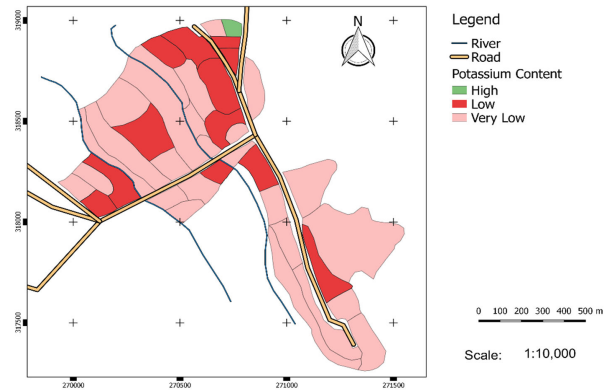 319000
318500
318000
317500
270000 270500 271000 271500
N
Legend
River
Road
Potassium Content
High
Low
Very Low
0 100 200 300 400 500 m
Scale: 1:10,000